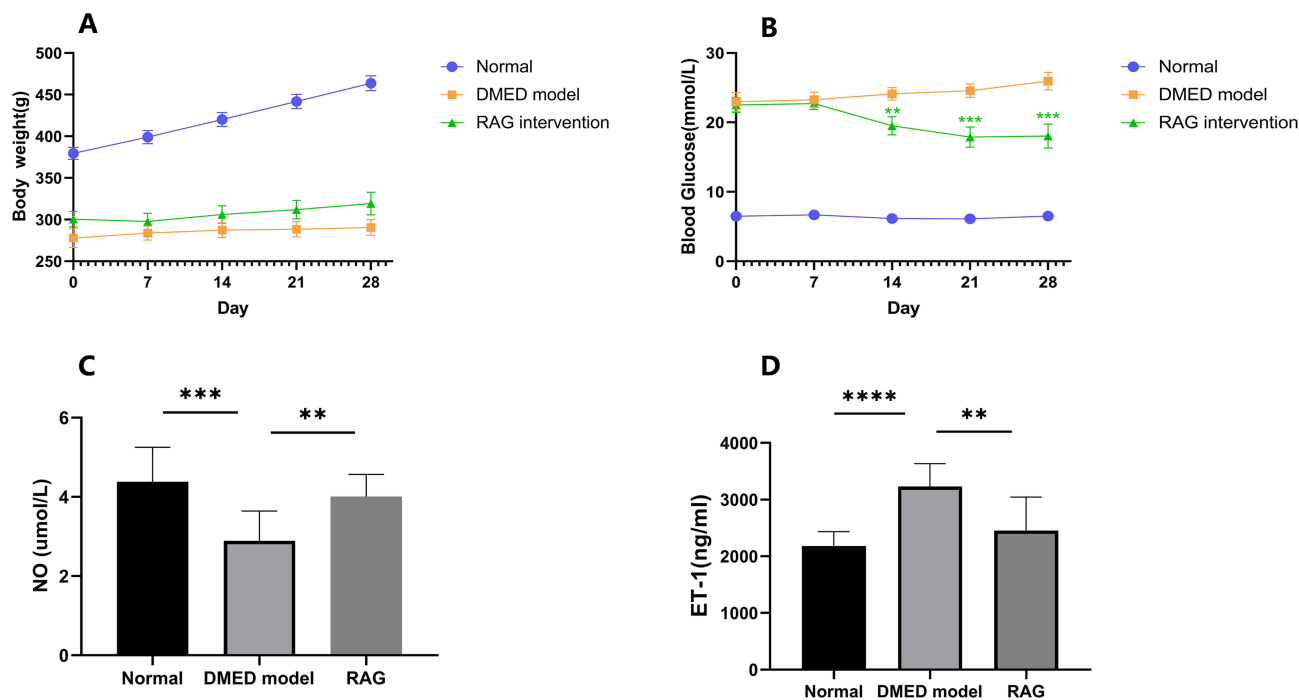 A
500
450
400
350
300
250
Body weight(g)
0 7 14 21 28
Day
Normal
DMED model
RAG intervention
B
30
20
10
0
Blood Glucose(mmol/L)
** *** ***
0 7 14 21 28
Day
Normal
DMED model
RAG intervention
C
*** **
6
4
2
0
NO (umol/L)
Normal DMED model RAG
D
**** **
4000
3000
2000
1000
0
ET-1(ng/ml)
Normal DMED model RAG